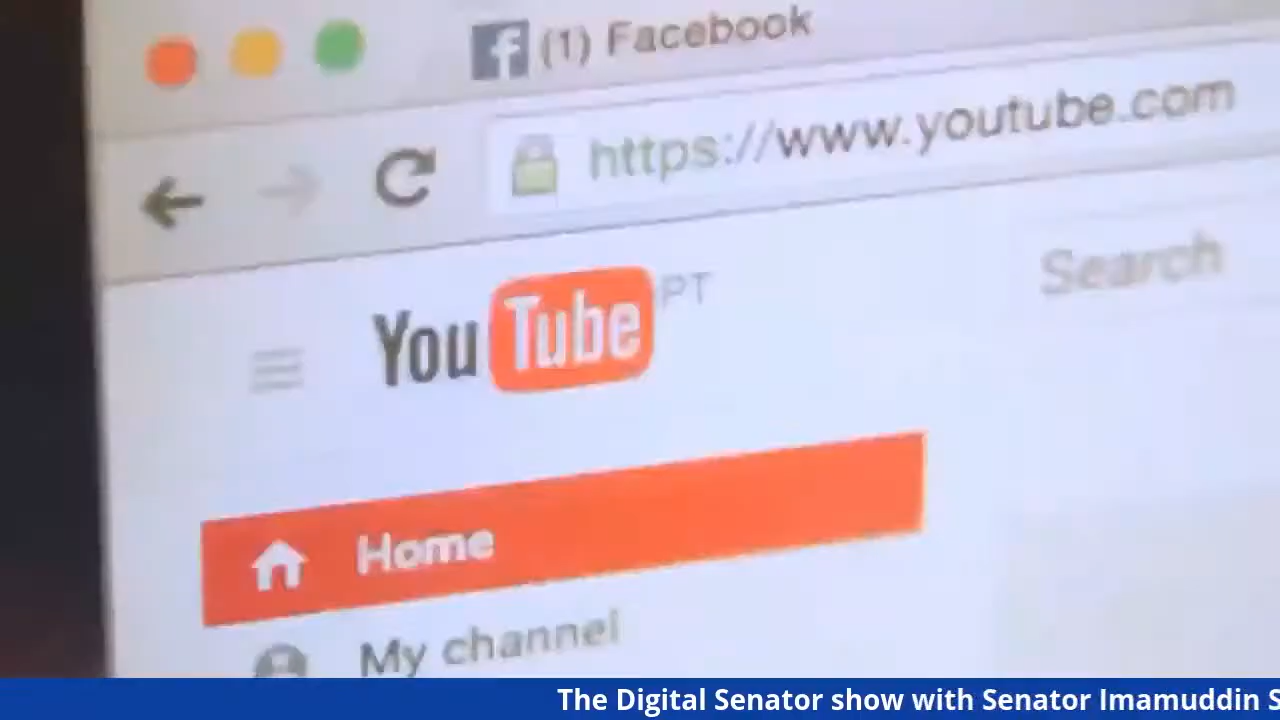 (1) Facebook
https://www.youtube.com
Search
YouTube PT
Home
My channel
The Digital Senator show with Senator Imamuddin